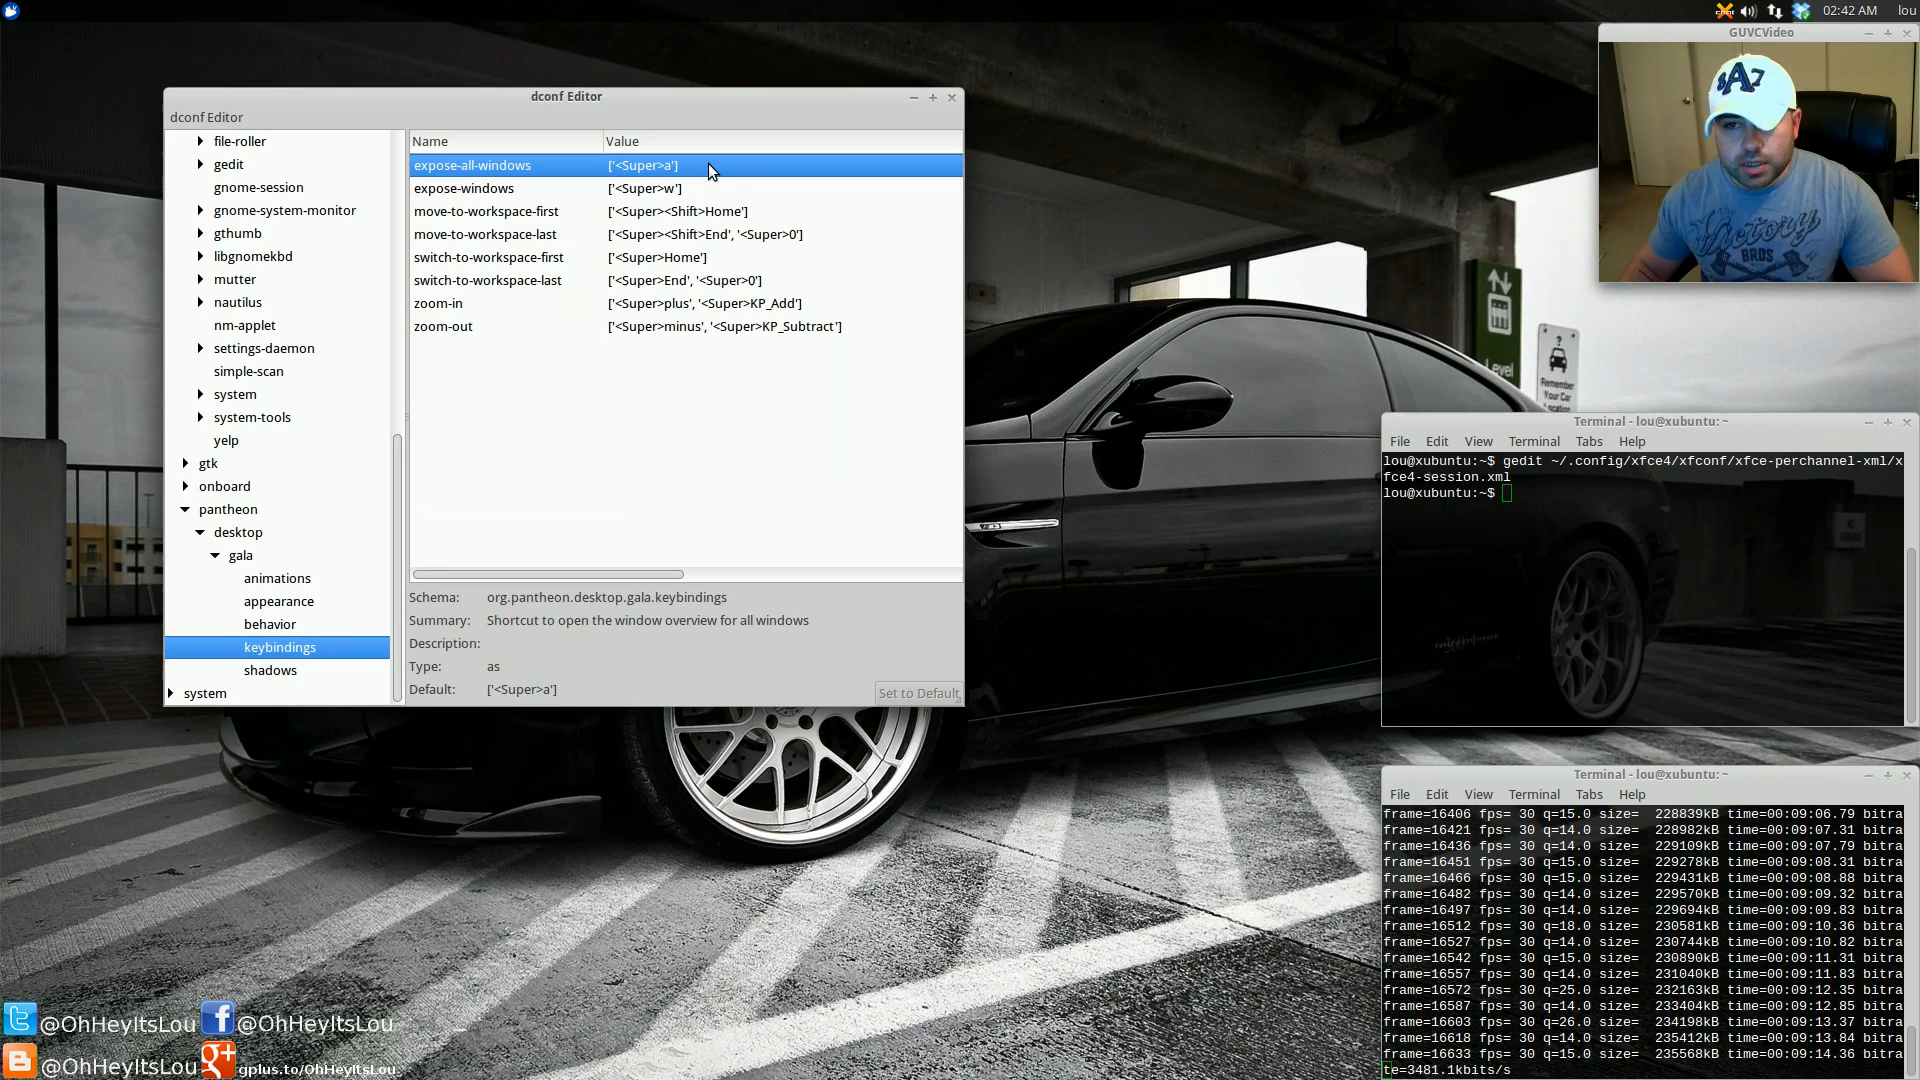 02:42 AM lou
GUVCVideo
dconf Editor
dconf Editor
file-roller
gedit
gnome-session
gnome-system-monitor
gthumb
libgnomekbd
mutter
nautilus
nm-applet
settings-daemon
simple-scan
system
system-tools
yelp
gtk
onboard
pantheon
desktop
gala
animations
appearance
behavior
keybindings
shadows
system
Name Value
expose-all-windows ['<Super>a']
expose-windows ['<Super>w']
move-to-workspace-first ['<Super><Shift>Home']
move-to-workspace-last ['<Super><Shift>End', '<Super>0']
switch-to-workspace-first ['<Super>Home']
switch-to-workspace-last ['<Super>End', '<Super>0']
zoom-in ['<Super>plus', '<Super>KP_Add']
zoom-out ['<Super>minus', '<Super>KP_Subtract']
Schema: org.pantheon.desktop.gala.keybindings
Summary: Shortcut to open the window overview for all windows
Description:
Type: as
Default: ['<Super>a']
Set to Default
A7
Victory
BROS
Level
?
Remember
Your Car
Location
Terminal - lou@xubuntu: ~
File Edit View Terminal Tabs Help
lou@xubuntu:~$ gedit ~/.config/xfce4/xfconf/xfce-perchannel-xml/x
fce4-session.xml
lou@xubuntu:~$
Terminal - lou@xubuntu: ~
File Edit View Terminal Tabs Help
frame=16406 fps= 30 q=15.0 size= 228839kB time=00:09:06.79 bitra
frame=16421 fps= 30 q=14.0 size= 228982kB time=00:09:07.31 bitra
frame=16436 fps= 30 q=14.0 size= 229109kB time=00:09:07.79 bitra
frame=16451 fps= 30 q=15.0 size= 229278kB time=00:09:08.31 bitra
frame=16466 fps= 30 q=15.0 size= 229431kB time=00:09:08.88 bitra
frame=16482 fps= 30 q=14.0 size= 229570kB time=00:09:09.32 bitra
frame=16497 fps= 30 q=14.0 size= 229694kB time=00:09:09.83 bitra
frame=16512 fps= 30 q=18.0 size= 230581kB time=00:09:10.36 bitra
frame=16527 fps= 30 q=14.0 size= 230744kB time=00:09:10.82 bitra
frame=16542 fps= 30 q=15.0 size= 230890kB time=00:09:11.31 bitra
frame=16557 fps= 30 q=14.0 size= 231040kB time=00:09:11.83 bitra
frame=16572 fps= 30 q=25.0 size= 232163kB time=00:09:12.35 bitra
frame=16587 fps= 30 q=14.0 size= 233404kB time=00:09:12.85 bitra
frame=16603 fps= 30 q=26.0 size= 234198kB time=00:09:13.37 bitra
frame=16618 fps= 30 q=14.0 size= 235412kB time=00:09:13.84 bitra
frame=16633 fps= 30 q=15.0 size= 235568kB time=00:09:14.36 bitra
te=3481.1kbits/s
@OhHeyItsLou @OhHeyItsLou
@OhHeyItsLou gplus.to/OhHeyItsLou